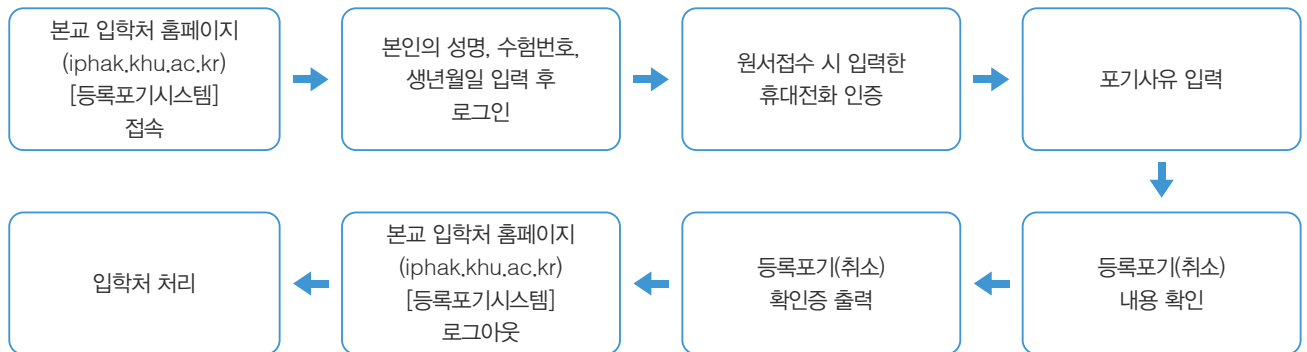 본교 입학처 홈페이지
(iphak.khu.ac.kr)
[등록포기시스템]
접속
본인의 성명, 수험번호,
생년월일 입력 후
로그인
원서접수 시 입력한
휴대전화 인증
포기사유 입력
등록포기(취소)
내용 확인
등록포기(취소)
확인증 출력
본교 입학처 홈페이지
(iphak.khu.ac.kr)
[등록포기시스템]
로그아웃
입학처 처리